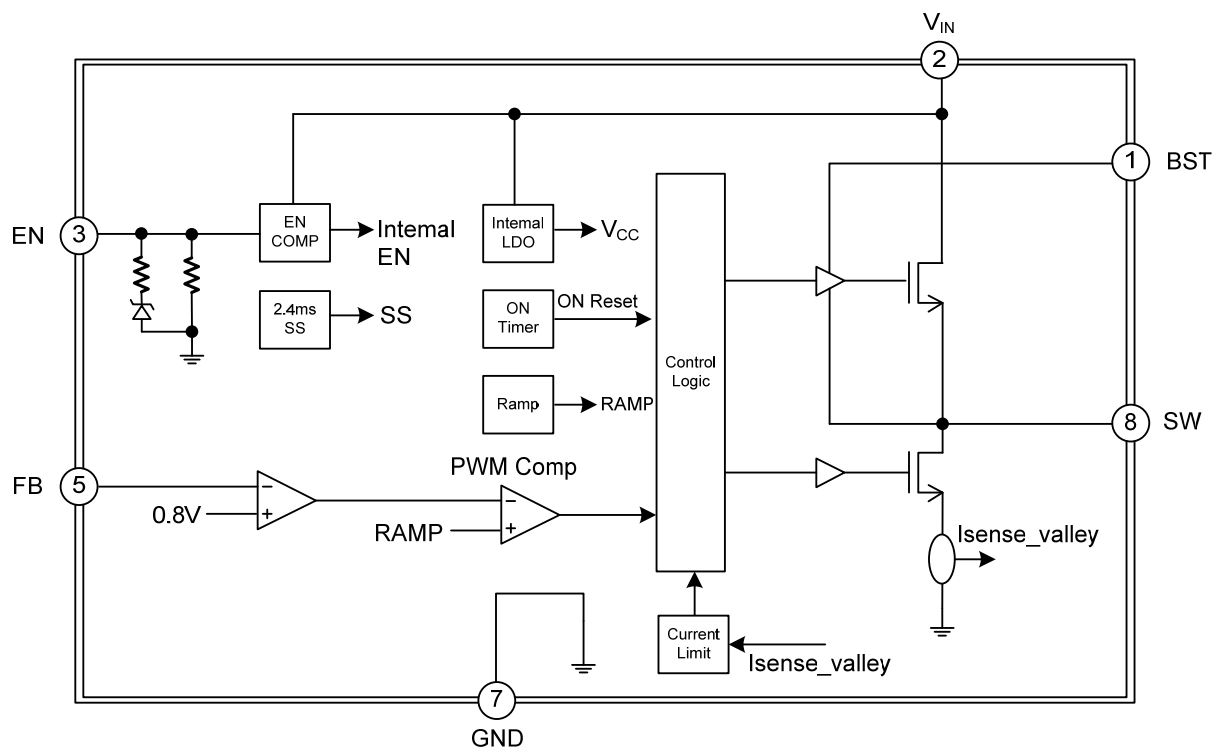 VIN
2
1 BST
EN 3
EN
COMP
Intemal
EN
Intemal
LDO
VCC
2.4ms
SS
SS
ON
Timer
ON Reset
Control
Logic
Ramp
RAMP
8 SW
FB 5
−
+
0.8V
PWM Comp
−
+
RAMP
Isense_valley
Current
Limit
Isense_valley
7
GND